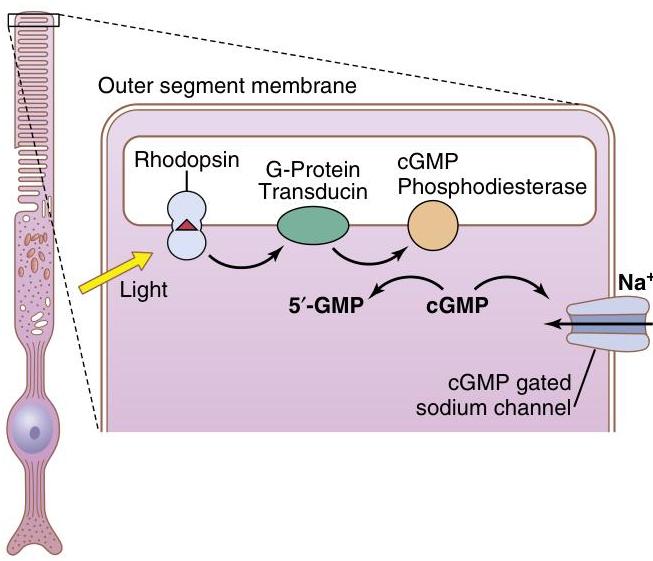 Outer segment membrane
Rhodopsin
G-Protein
Transducin
cGMP
Phosphodiesterase
Light
5′-GMP
cGMP
Na⁺
cGMP gated
sodium channel